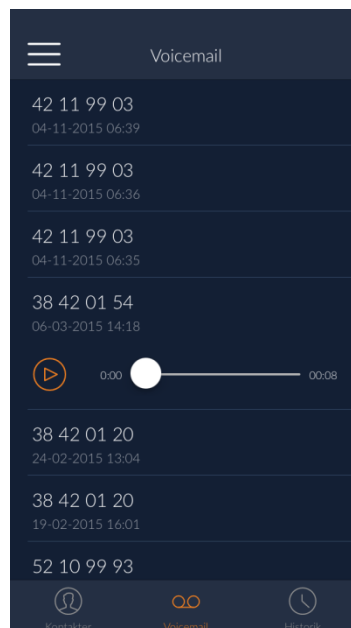 Voicemail
42 11 99 03
04-11-2015 06:39
42 11 99 03
04-11-2015 06:36
42 11 99 03
04-11-2015 06:35
38 42 01 54
06-03-2015 14:18
0:00 00:08
38 42 01 20
24-02-2015 13:04
38 42 01 20
19-02-2015 16:01
52 10 99 93
Kontakter Voicemail Historik